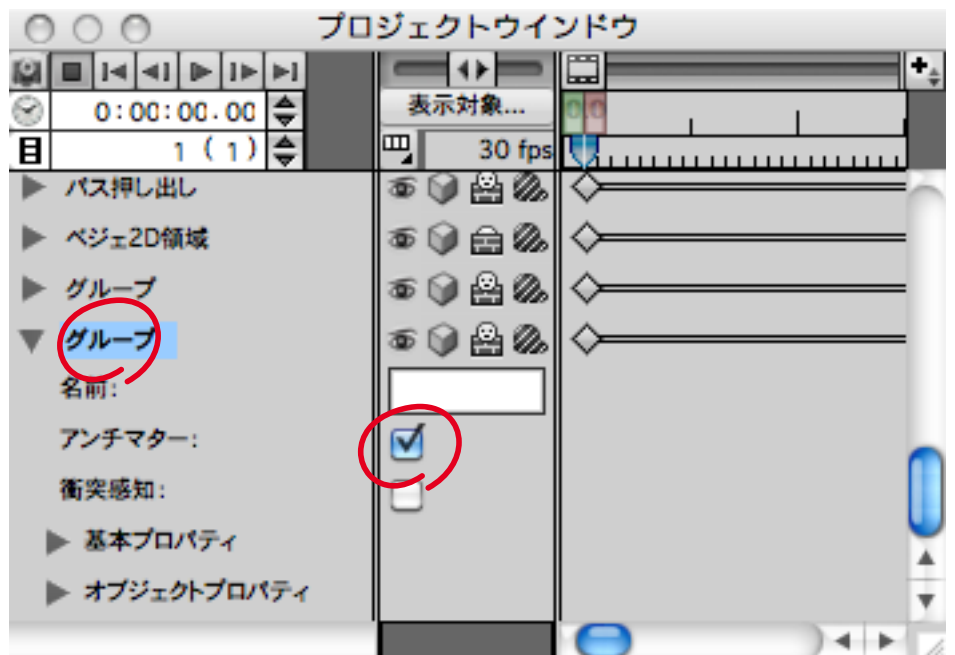 プロジェクトウインドウ
0:00:00.00
表示対象...
1 (1)
30 fps
パス押し出し
ベジェ2D領域
グループ
グループ
名前:
アンチマター:
衝突感知:
基本プロパティ
オブジェクトプロパティ